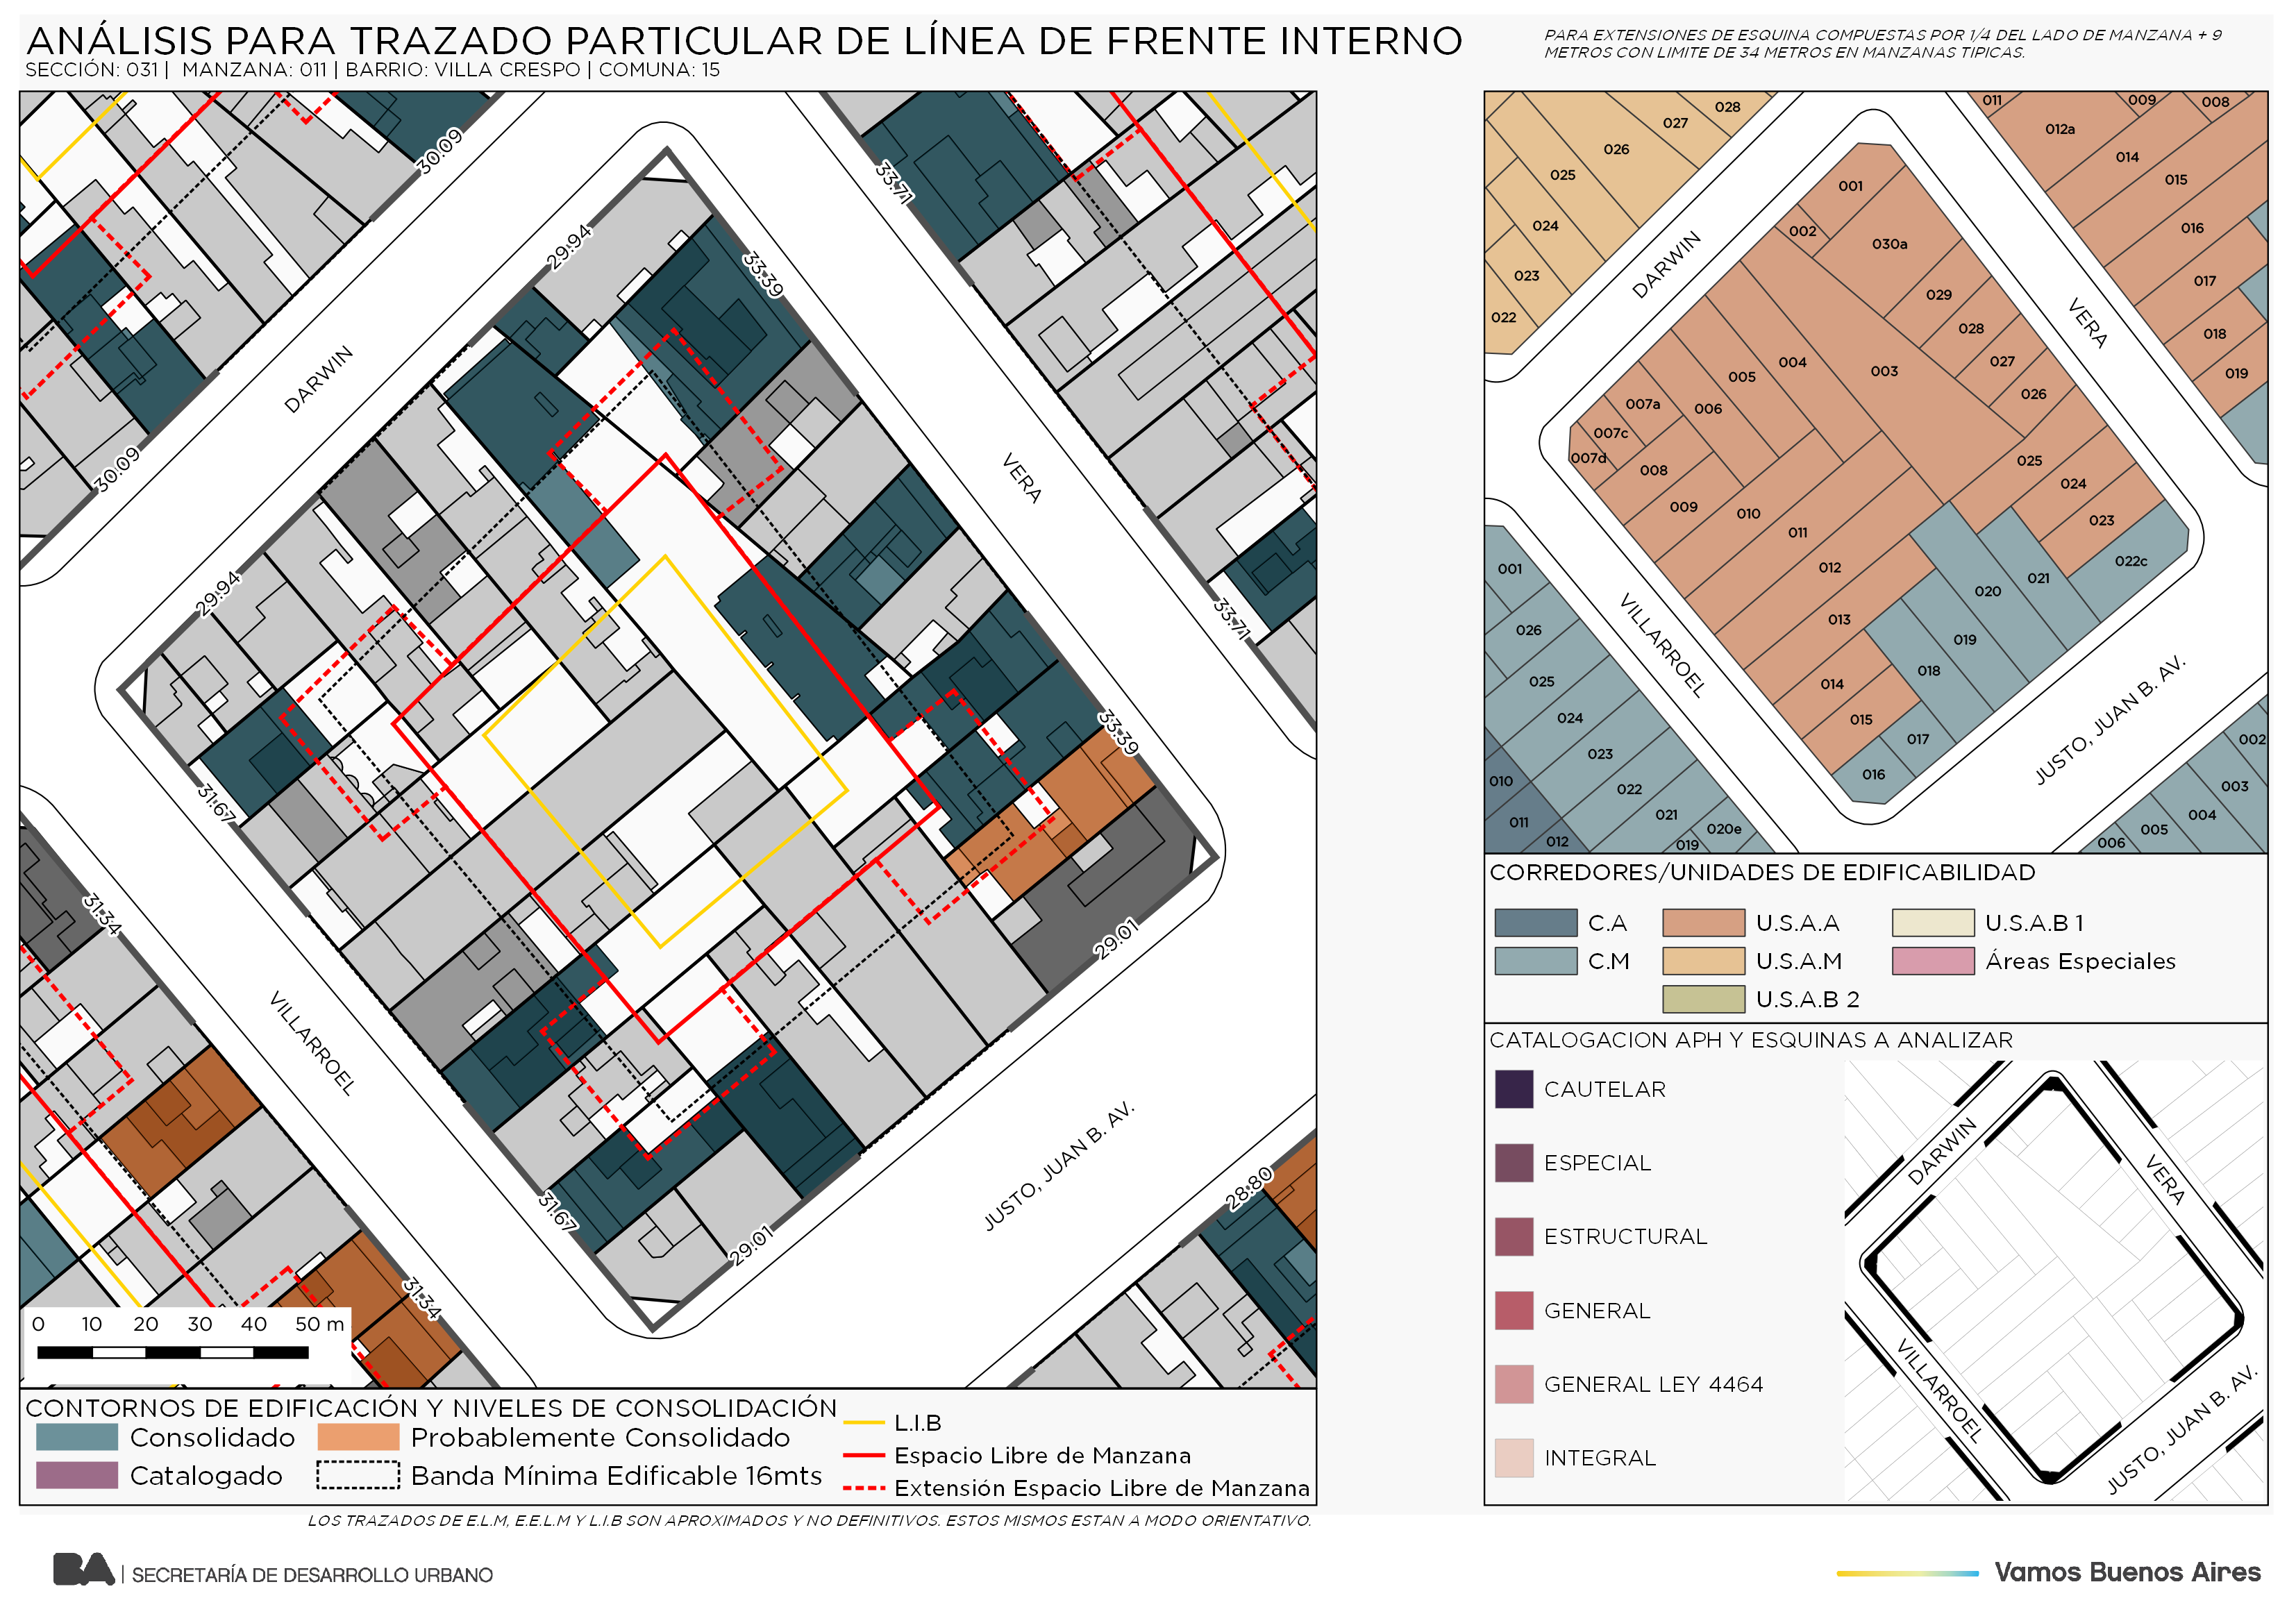 ANÁLISIS PARA TRAZADO PARTICULAR DE LÍNEA DE FRENTE INTERNO
SECCIÓN: 031 | MANZANA: 011 | BARRIO: VILLA CRESPO | COMUNA: 15
PARA EXTENSIONES DE ESQUINA COMPUESTAS POR 1/4 DEL LADO DE MANZANA + 9
METROS CON LIMITE DE 34 METROS EN MANZANAS TIPICAS.
30.09
33.71
29.94
33.39
DARWIN
30.09
VERA
29.94
33.71
31.67
33.39
31.34
29.01
VILLARROEL
JUSTO, JUAN B. AV.
31.67
29.01
28.80
31.34
0 10 20 30 40 50 m
CONTORNOS DE EDIFICACIÓN Y NIVELES DE CONSOLIDACIÓN
Consolidado
Probablemente Consolidado
Catalogado
Banda Mínima Edificable 16mts
L.I.B
Espacio Libre de Manzana
Extensión Espacio Libre de Manzana
LOS TRAZADOS DE E.L.M, E.E.L.M Y L.I.B SON APROXIMADOS Y NO DEFINITIVOS. ESTOS MISMOS ESTAN A MODO ORIENTATIVO.
028
027
026
025
024
023
022
011
009
008
012a
014
015
016
017
018
019
001
002
030a
029
028
027
026
003
004
005
006
007a
007c
007d
008
009
010
011
012
013
014
015
016
017
018
019
020
021
022c
023
024
025
DARWIN
VERA
VILLARROEL
JUSTO, JUAN B. AV.
001
026
025
024
023
022
021
020e
019
010
011
012
002
003
004
005
006
CORREDORES/UNIDADES DE EDIFICABILIDAD
C.A
U.S.A.A
U.S.A.B 1
C.M
U.S.A.M
Áreas Especiales
U.S.A.B 2
CATALOGACION APH Y ESQUINAS A ANALIZAR
CAUTELAR
ESPECIAL
ESTRUCTURAL
GENERAL
GENERAL LEY 4464
INTEGRAL
DARWIN
VERA
VILLARROEL
JUSTO, JUAN B. AV.
BA | SECRETARÍA DE DESARROLLO URBANO
Vamos Buenos Aires